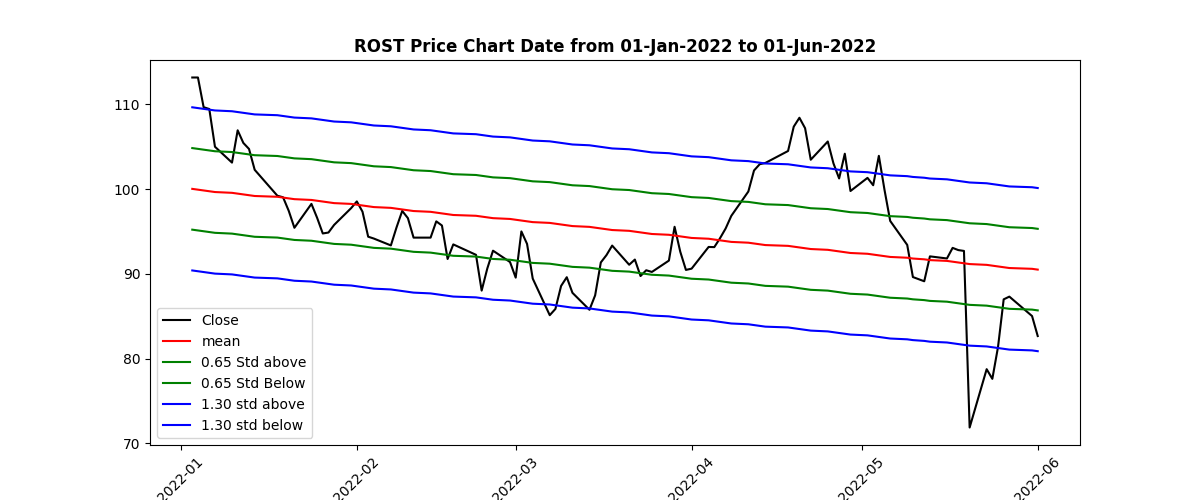 ROST Price Chart Date from 01-Jan-2022 to 01-Jun-2022
110
100
90
80
70
Close
mean
0.65 Std above
0.65 Std Below
1.30 std above
1.30 std below
2022-01
2022-02
2022-03
2022-04
2022-05
2022-06